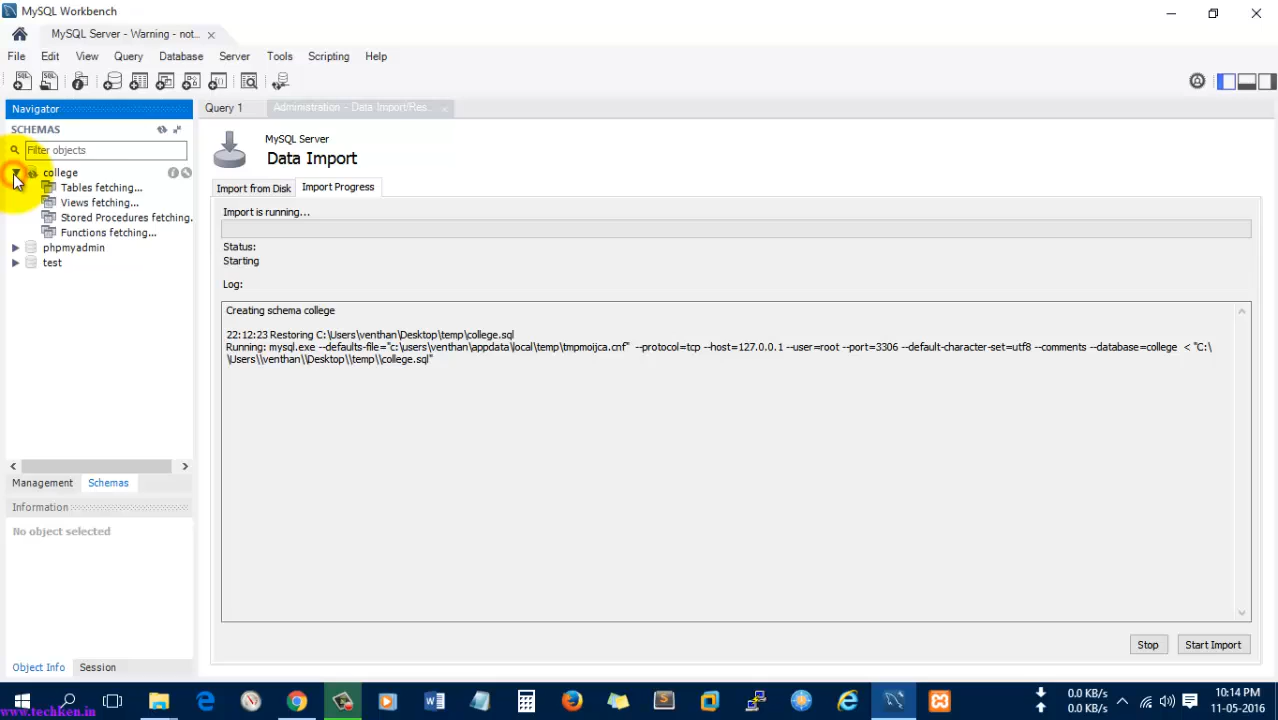 MySQL Workbench
MySQL Server - Warning - not...
File Edit View Query Database Server Tools Scripting Help
Navigator
SCHEMAS
Filter objects
college
Tables fetching...
Views fetching...
Stored Procedures fetching.
Functions fetching...
phpmyadmin
test
Management Schemas
Information
No object selected
Object Info Session
Query 1 Administration - Data Import/Res...
MySQL Server
Data Import
Import from Disk Import Progress
Import is running...
Status:
Starting
Log:
Creating schema college
22:12:23 Restoring C:\Users\venthan\Desktop\temp\college.sql
Running: mysql.exe --defaults-file="c:\users\venthan\appdata\local\temp\tmpmoijca.cnf" --protocol=tcp --host=127.0.0.1 --user=root --port=3306 --default-character-set=utf8 --comments --database=college < "C:\
\Users\\venthan\\Desktop\\temp\\college.sql"
Stop Start Import
0.0 KB/s
0.0 KB/s
10:14 PM
11-05-2016
www.techken.in